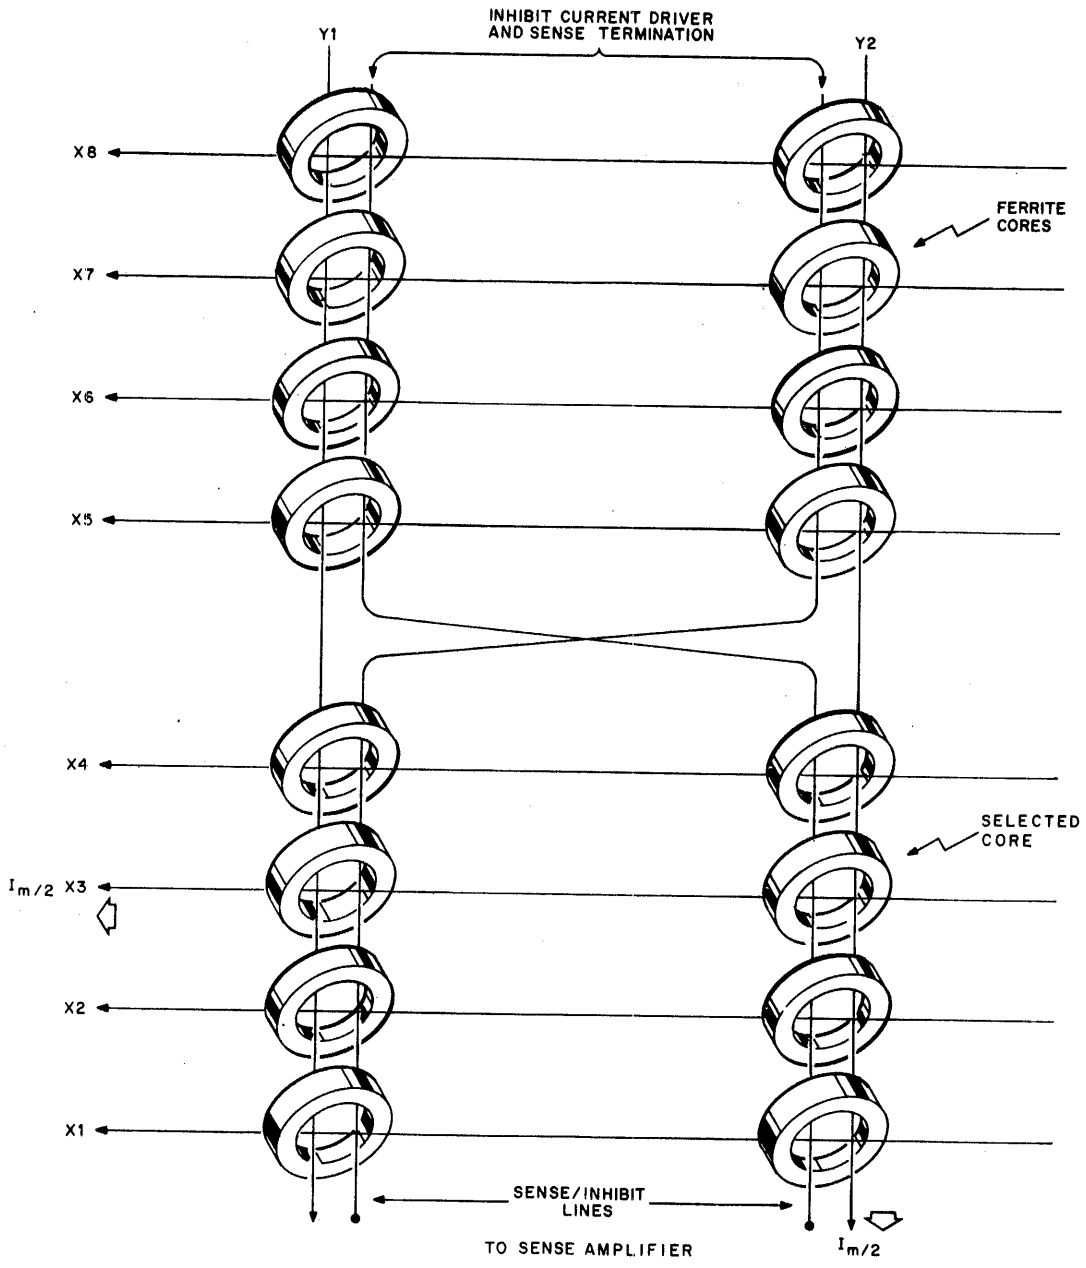 INHIBIT CURRENT DRIVER
AND SENSE TERMINATION
Y1
Y2
X8
FERRITE
CORES
X7
X6
X5
X4
SELECTED
CORE
Im/2 X3
X2
X1
SENSE/INHIBIT
LINES
TO SENSE AMPLIFIER
Im/2